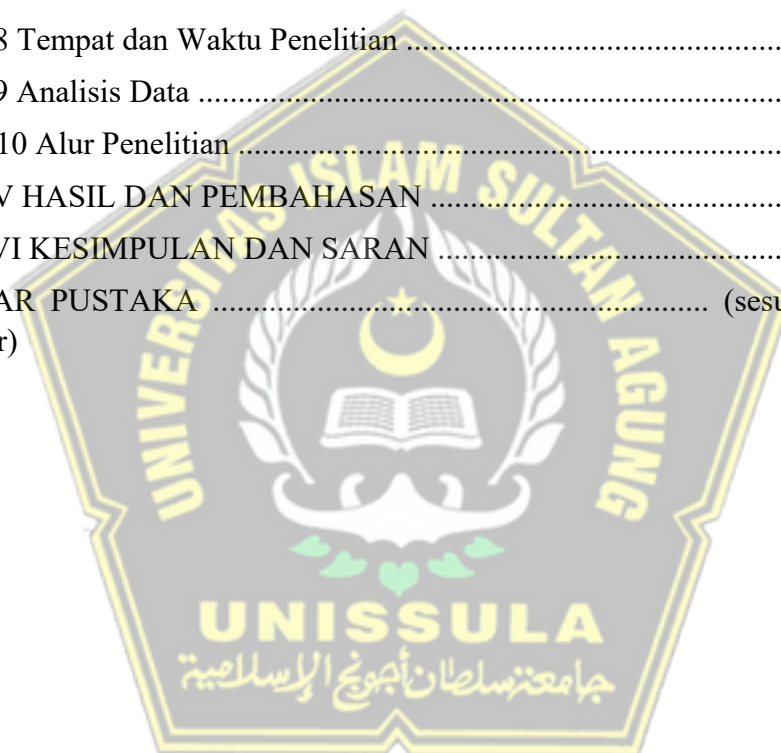 8 Tempat dan Waktu Penelitian ................................................
9 Analisis Data ................................................................
10 Alur Penelitian ................................................................
V HASIL DAN PEMBAHASAN ................................................
VI KESIMPULAN DAN SARAN ................................................
AR PUSTAKA ............................................................. (sesu
r)
UNIVERSITAS ISLAM SULTAN AGUNG
UNISSULA
جامعة سلطان أجونج الإسلامية